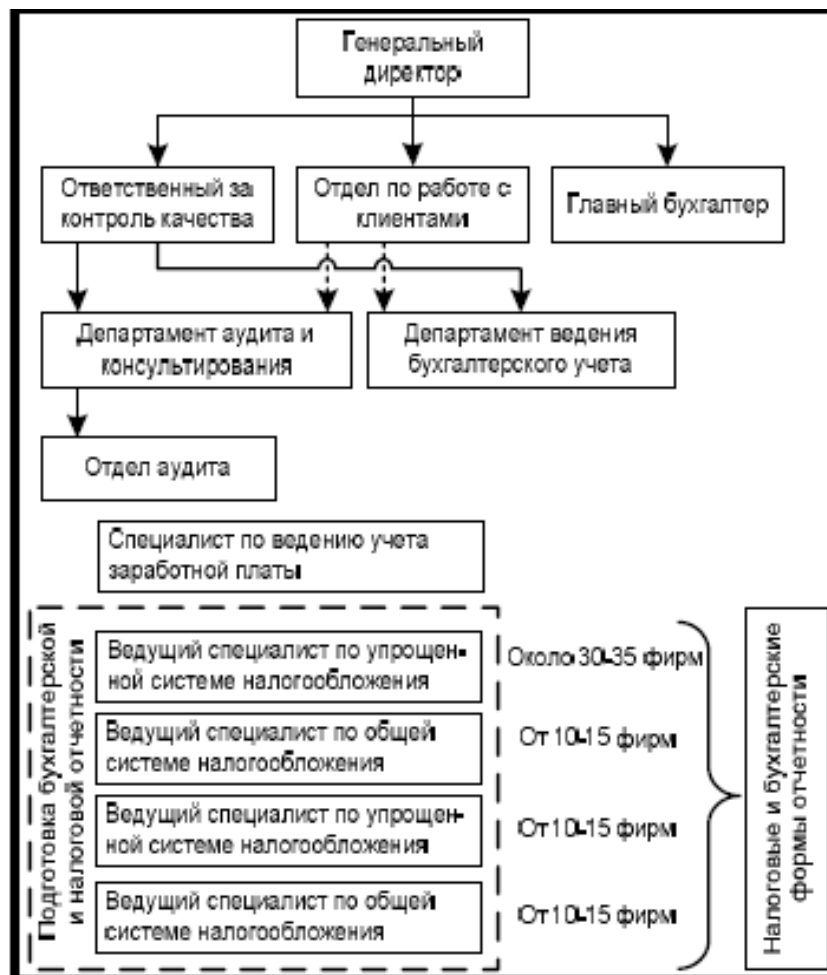 Генеральный
директор
Ответственный за
контроль качества
Отдел по работе с
клиентами
Главный бухгалтер
Департамент аудита и
консультирования
Департамент ведения
бухгалтерского учета
Отдел аудита
Специалист по ведению учета
заработной платы
Подготовка бухгалтерской
и налоговой отчетности
Ведущий специалист по упрощен-
ной системе налогообложения
Около 30-35 фирм
Ведущий специалист по общей
системе налогообложения
От 10-15 фирм
Ведущий специалист по упрощен-
ной системе налогообложения
От 10-15 фирм
Ведущий специалист по общей
системе налогообложения
От 10-15 фирм
Налоговые и бухгалтерские
формы отчетности